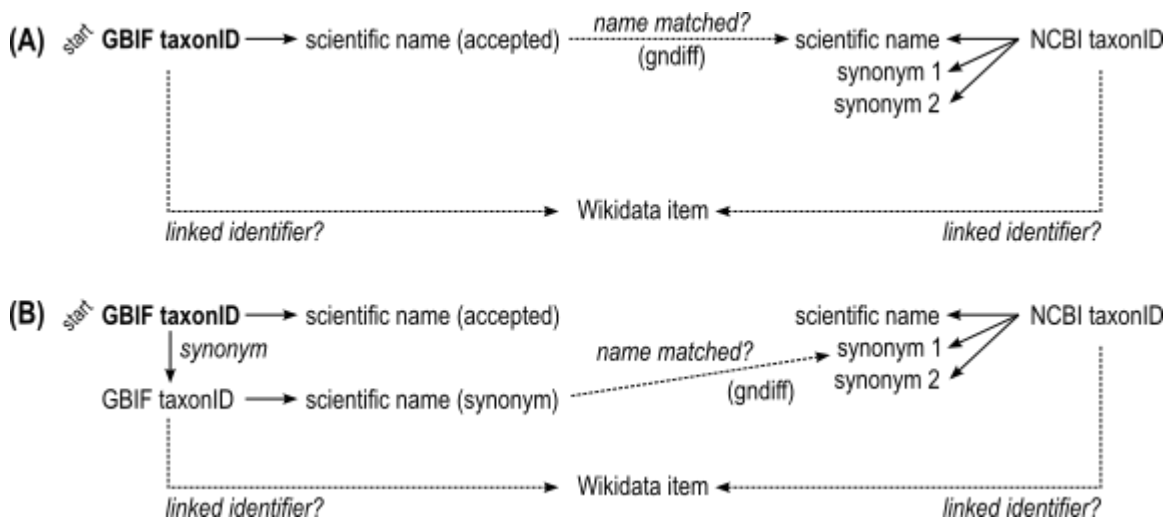 (A) start GBIF taxonID scientific name (accepted) name matched? (gndiff) scientific name NCBI taxonID
synonym 1
synonym 2
Wikidata item
linked identifier? linked identifier?
(B) start GBIF taxonID scientific name (accepted) scientific name NCBI taxonID
synonym name matched? synonym 1
(gndiff) synonym 2
GBIF taxonID scientific name (synonym)
Wikidata item
linked identifier? linked identifier?